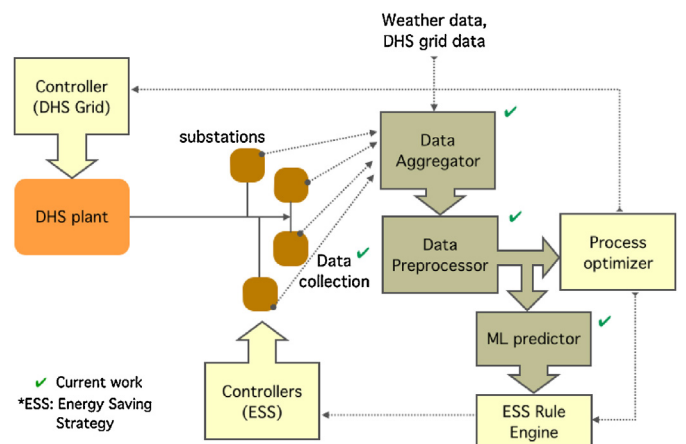 Weather data,
DHS grid data
Controller
(DHS Grid)
substations
Data
Aggregator
DHS plant
Data
collection
Data
Preprocessor
Process
optimizer
ML predictor
Controllers
(ESS)
ESS Rule
Engine
✔ Current work
*ESS: Energy Saving
Strategy